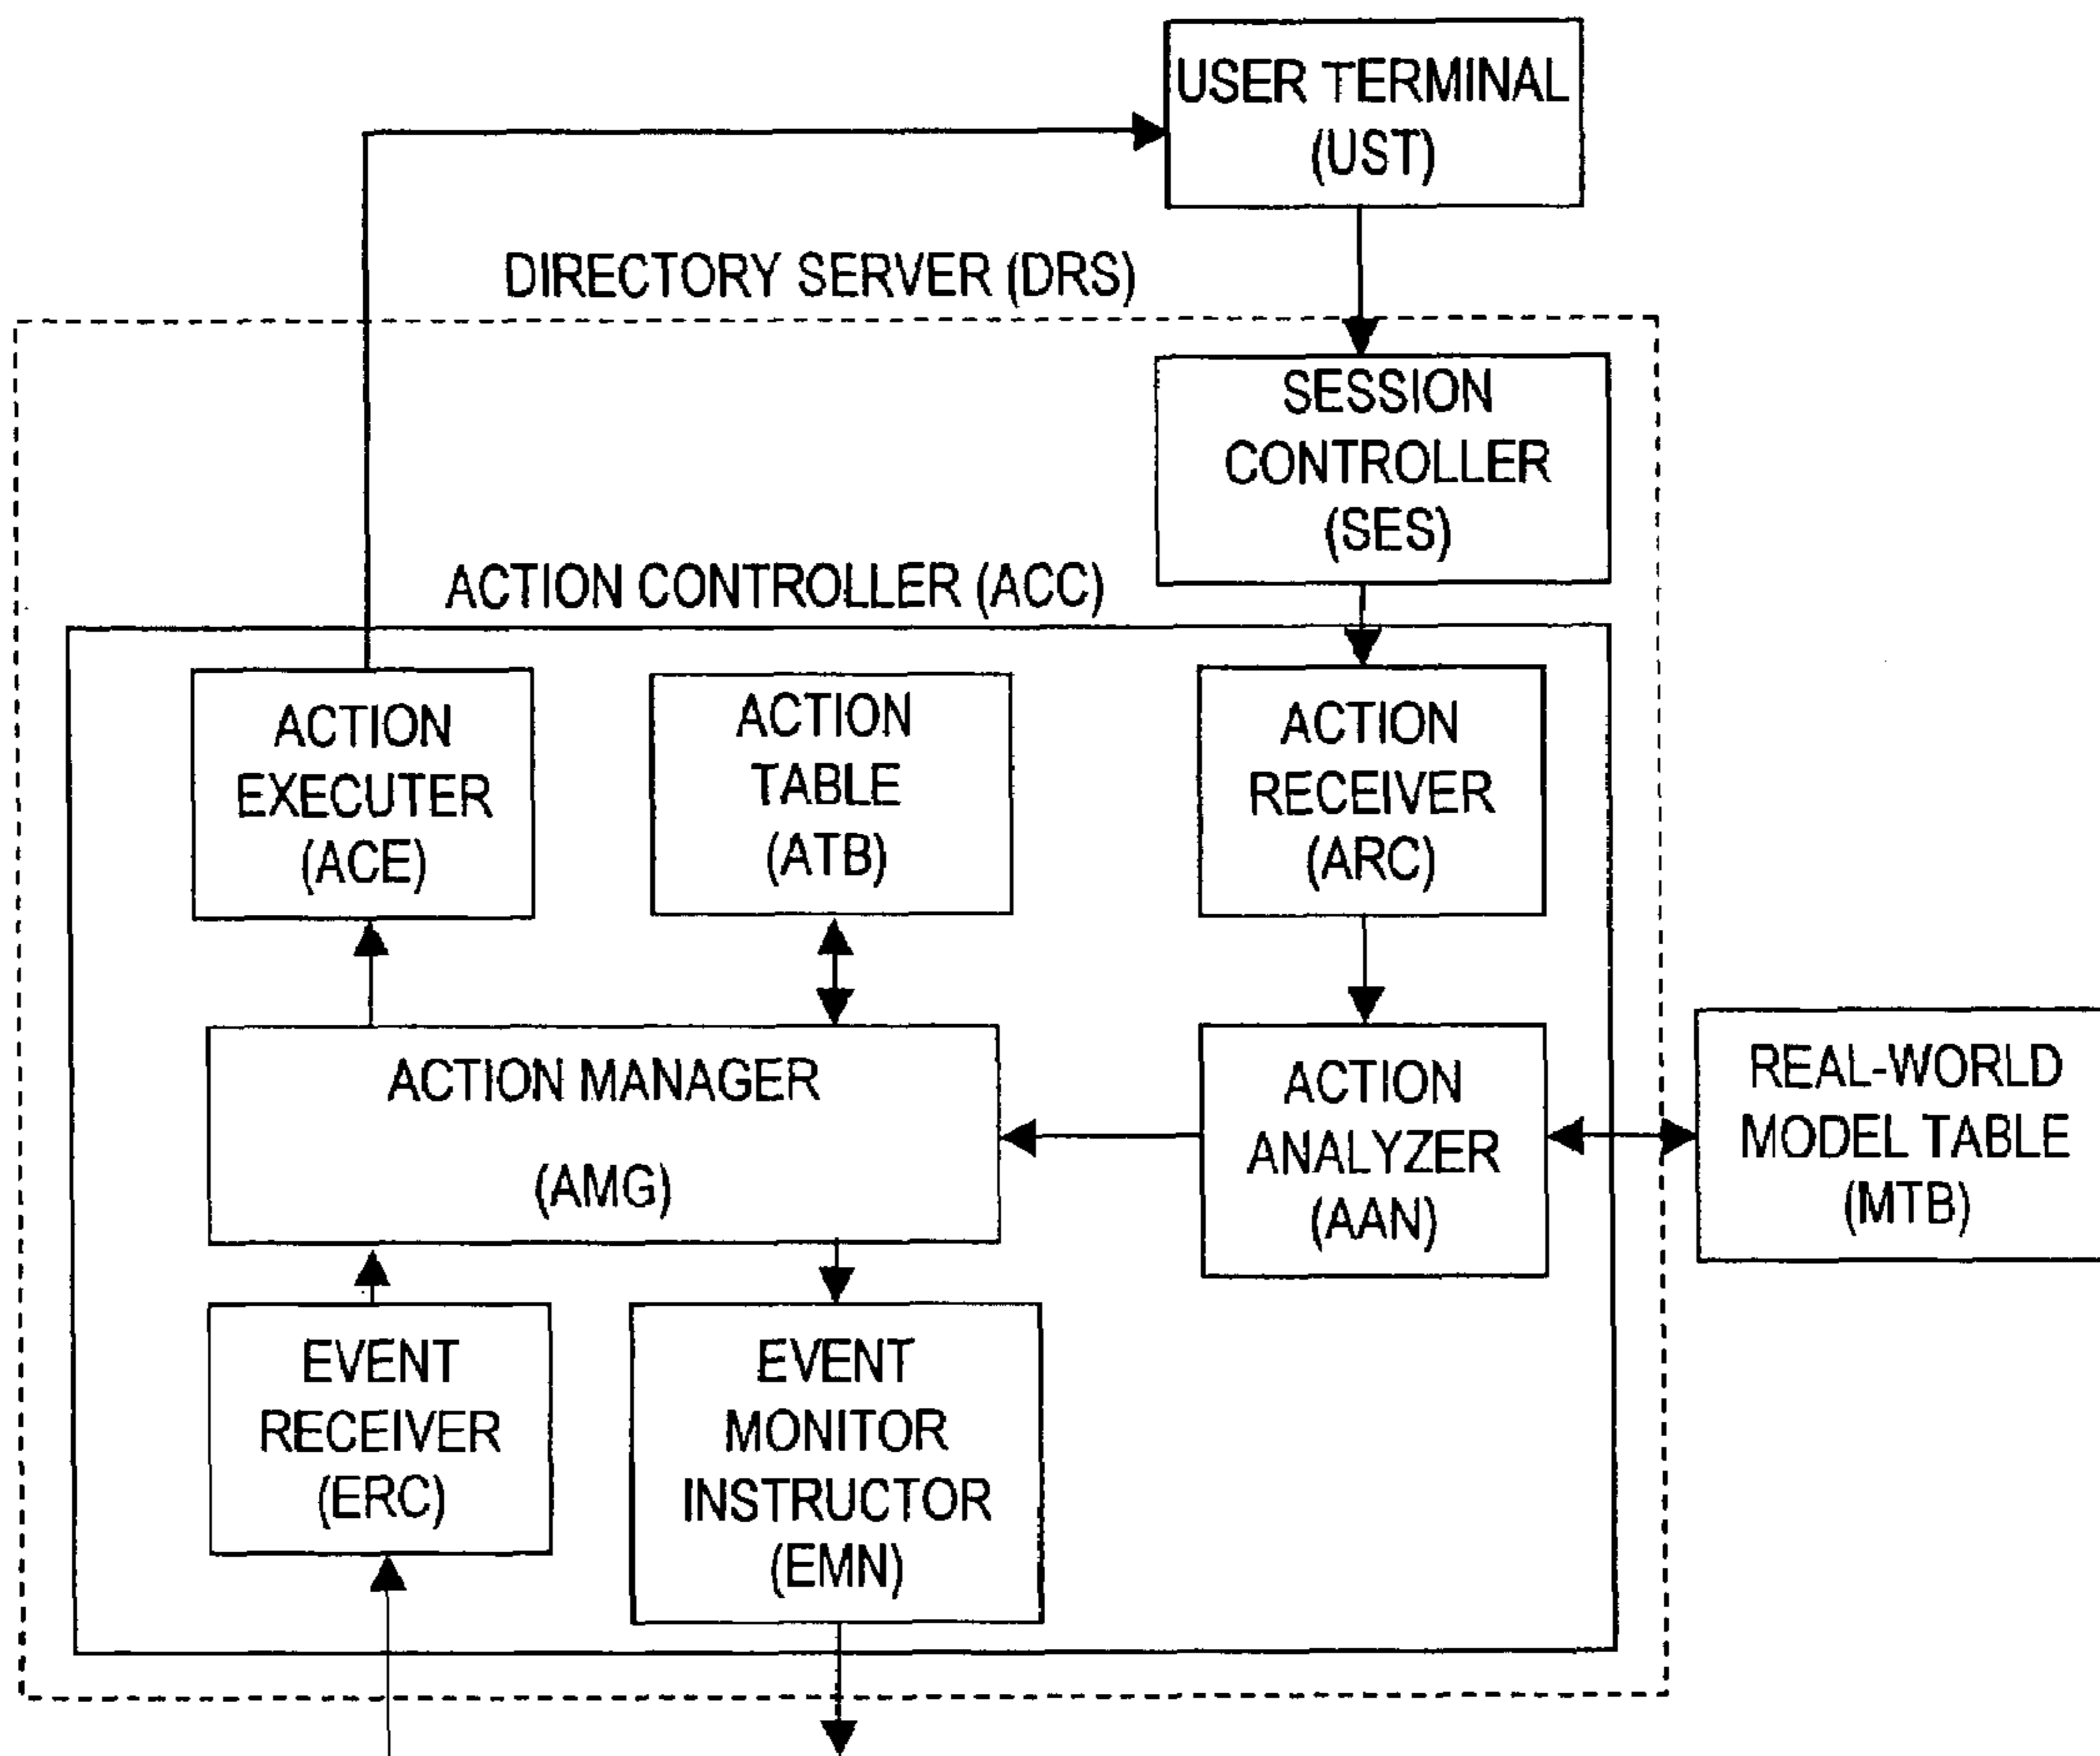 USER TERMINAL
(UST)
DIRECTORY SERVER (DRS)
SESSION
CONTROLLER
(SES)
ACTION CONTROLLER (ACC)
ACTION
EXECUTER
(ACE)
ACTION
TABLE
(ATB)
ACTION
RECEIVER
(ARC)
ACTION MANAGER
(AMG)
ACTION
ANALYZER
(AAN)
REAL-WORLD
MODEL TABLE
(MTB)
EVENT
RECEIVER
(ERC)
EVENT
MONITOR
INSTRUCTOR
(EMN)